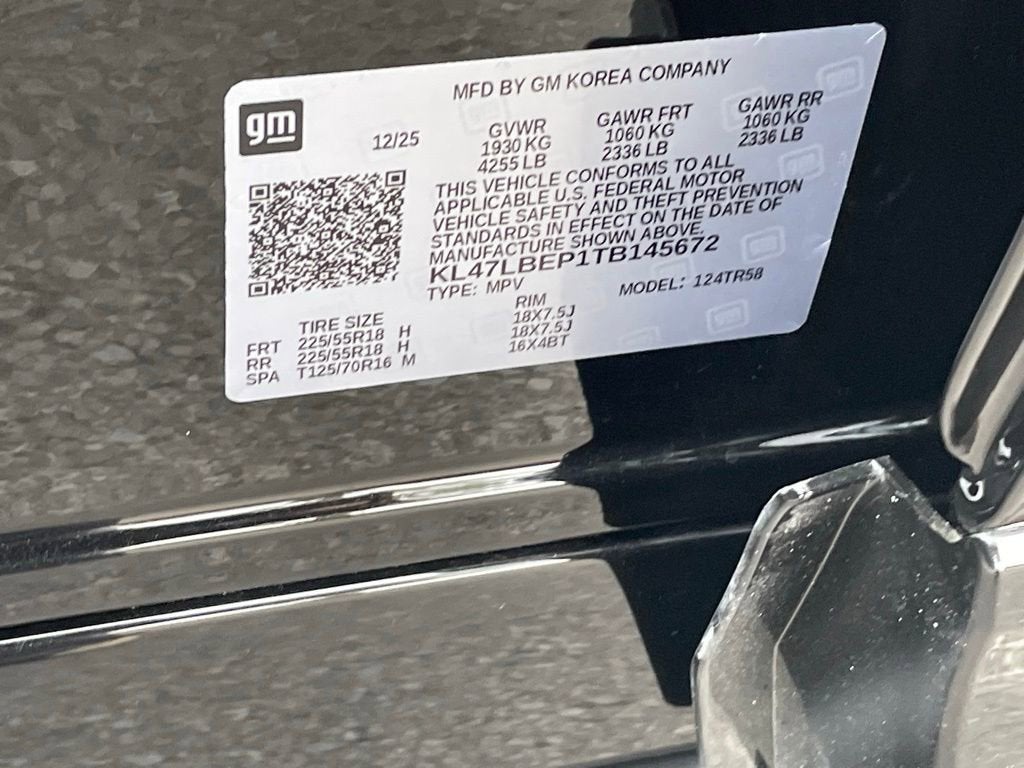 MFD BY GM KOREA COMPANY
gm
12/25
GVWR
1930 KG
4255 LB
GAWR FRT
1060 KG
2336 LB
GAWR RR
1060 KG
2336 LB
THIS VEHICLE CONFORMS TO ALL
APPLICABLE U.S. FEDERAL MOTOR
VEHICLE SAFETY AND THEFT PREVENTION
STANDARDS IN EFFECT ON THE DATE OF
MANUFACTURE SHOWN ABOVE.
KL47LBEP1TB145672
TYPE: MPV MODEL: 124TR58
TIRE SIZE RIM
FRT 225/55R18 H 18X7.5J
RR 225/55R18 H 18X7.5J
SPA T125/70R16 M 16X4BT